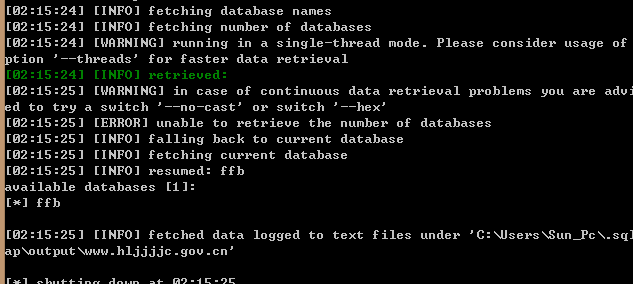 [02:15:24] [INFO] fetching database names
[02:15:24] [INFO] fetching number of databases
[02:15:24] [WARNING] running in a single-thread mode. Please consider usage of
ption '--threads' for faster data retrieval
[02:15:24] [INFO] retrieved:
[02:15:25] [WARNING] in case of continuous data retrieval problems you are advi
ed to try a switch '--no-cast' or switch '--hex'
[02:15:25] [ERROR] unable to retrieve the number of databases
[02:15:25] [INFO] falling back to current database
[02:15:25] [INFO] fetching current database
[02:15:25] [INFO] resumed: ffb
available databases [1]:
[*] ffb
[02:15:25] [INFO] fetched data logged to text files under 'C:\Users\Sun_Pc\.sql
ap\output\www.hljjjjc.gov.cn'
[*] shutting down at 02:15:25